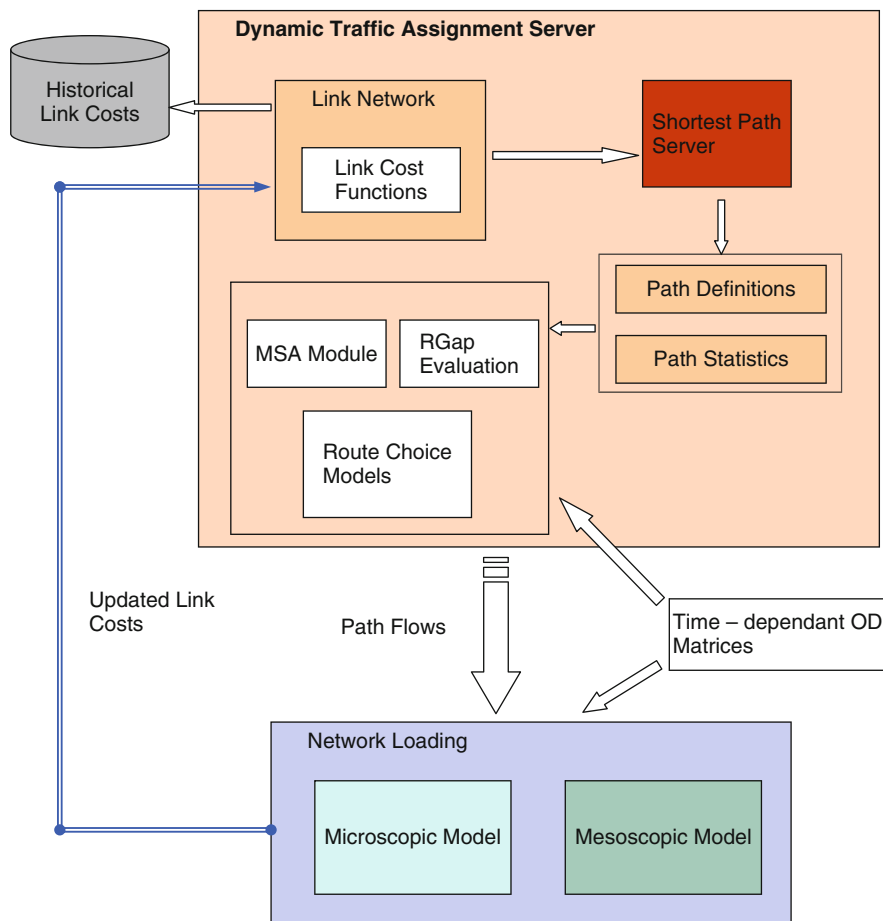 Dynamic Traffic Assignment Server
Historical
Link Costs
Link Network
Link Cost
Functions
Shortest Path
Server
Path Definitions
Path Statistics
MSA Module
RGap
Evaluation
Route Choice
Models
Updated Link
Costs
Path Flows
Time – dependant OD
Matrices
Network Loading
Microscopic Model
Mesoscopic Model